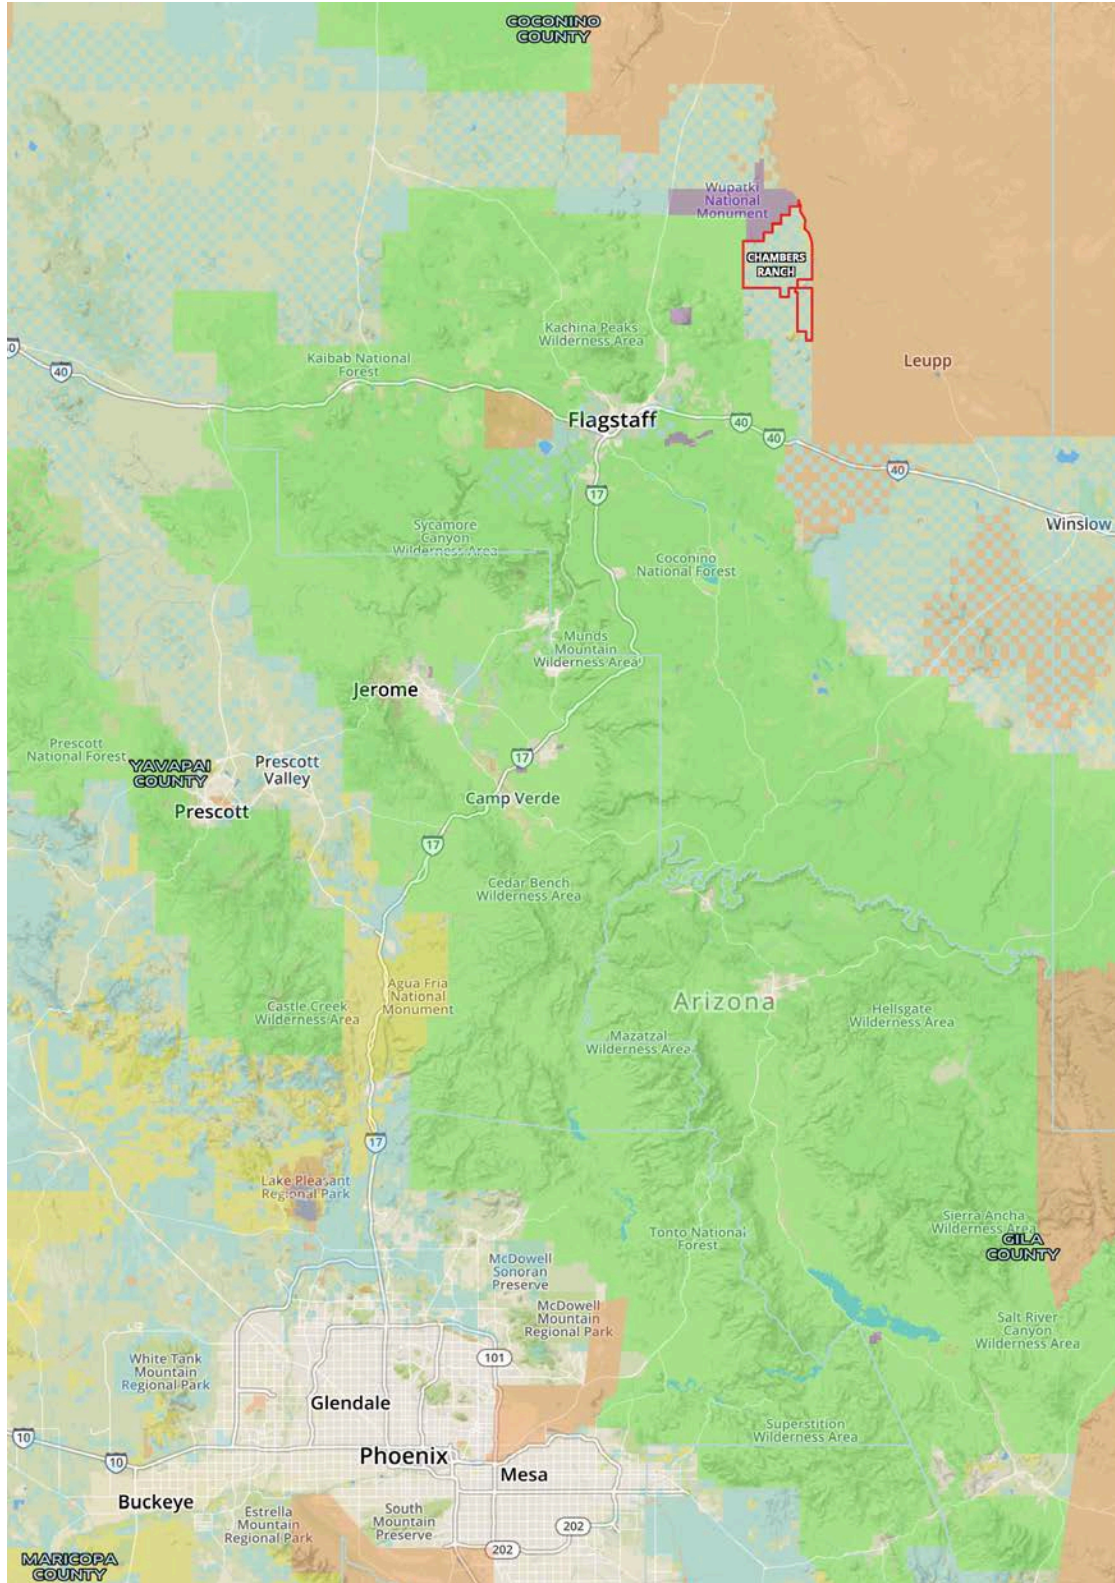 COCONINO
COUNTY
Wupatki
National
Monument
CHAMBERS
RANCH
Kachina Peaks
Wilderness Area
Kaibab National
Forest
Leupp
40
40
Flagstaff
40
40
40
17
Winslow
Sycamore
Canyon
Wilderness Area
Coconino
National Forest
Munds
Mountain
Wilderness Area
Jerome
Prescott
National Forest
YAVAPAI
COUNTY
Prescott
Valley
17
Prescott
Camp Verde
17
Cedar Bench
Wilderness Area
Agua Fria
National
Monument
Arizona
Castle Creek
Wilderness Area
Hellsgate
Wilderness Area
Mazatzal
Wilderness Area
17
Lake Pleasant
Regional Park
Sierra Ancha
Wilderness Area
Tonto National
Forest
GILA
COUNTY
McDowell
Sonoran
Preserve
McDowell
Mountain
Regional Park
Salt River
Canyon
Wilderness Area
White Tank
Mountain
Regional Park
101
Glendale
Superstition
Wilderness Area
10
10
Phoenix
Mesa
Buckeye
Estrella
Mountain
Regional Park
South
Mountain
Preserve
202
202
MARICOPA
COUNTY